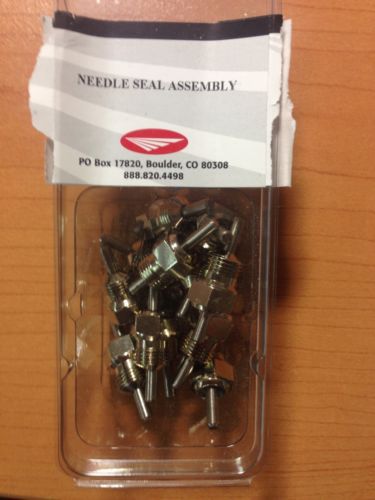 NEEDLE SEAL ASSEMBLY
PO Box 17820, Boulder, CO 80308
888.820.4498